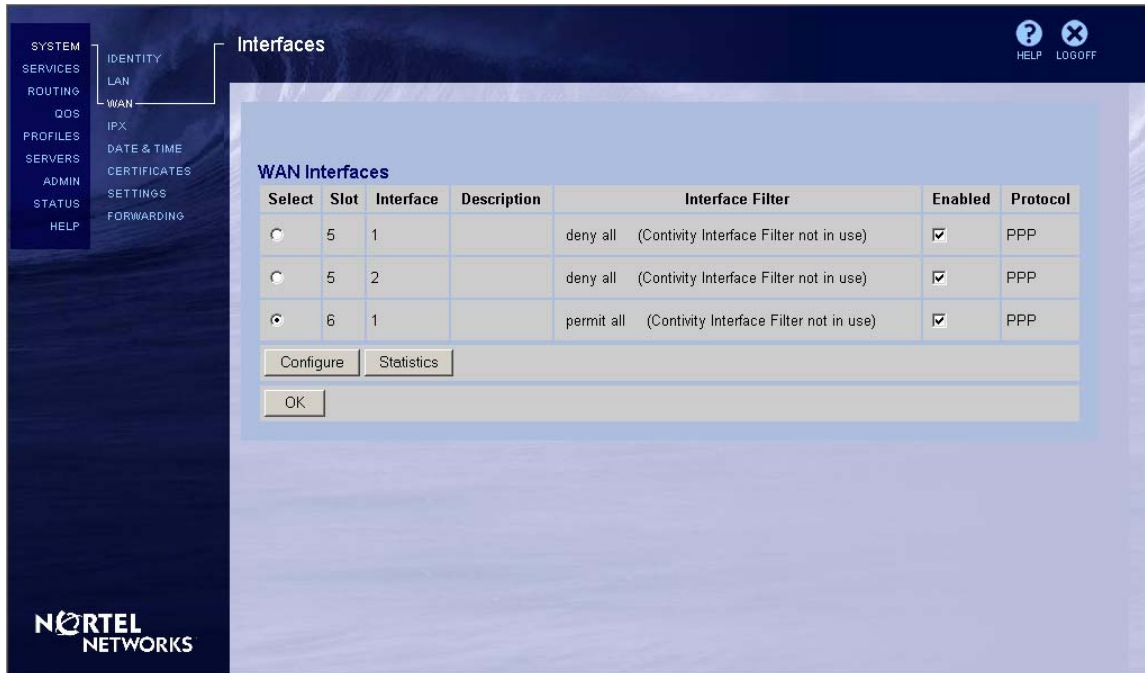 SYSTEM
SERVICES
ROUTING
QOS
PROFILES
SERVERS
ADMIN
STATUS
HELP
IDENTITY
LAN
WAN
IPX
DATE & TIME
CERTIFICATES
SETTINGS
FORWARDING
Interfaces
HELP LOGOFF
WAN Interfaces
Select Slot Interface Description Interface Filter Enabled Protocol
5 1 deny all (Contivity Interface Filter not in use) PPP
5 2 deny all (Contivity Interface Filter not in use) PPP
6 1 permit all (Contivity Interface Filter not in use) PPP
Configure Statistics
OK
NORTEL
NETWORKS